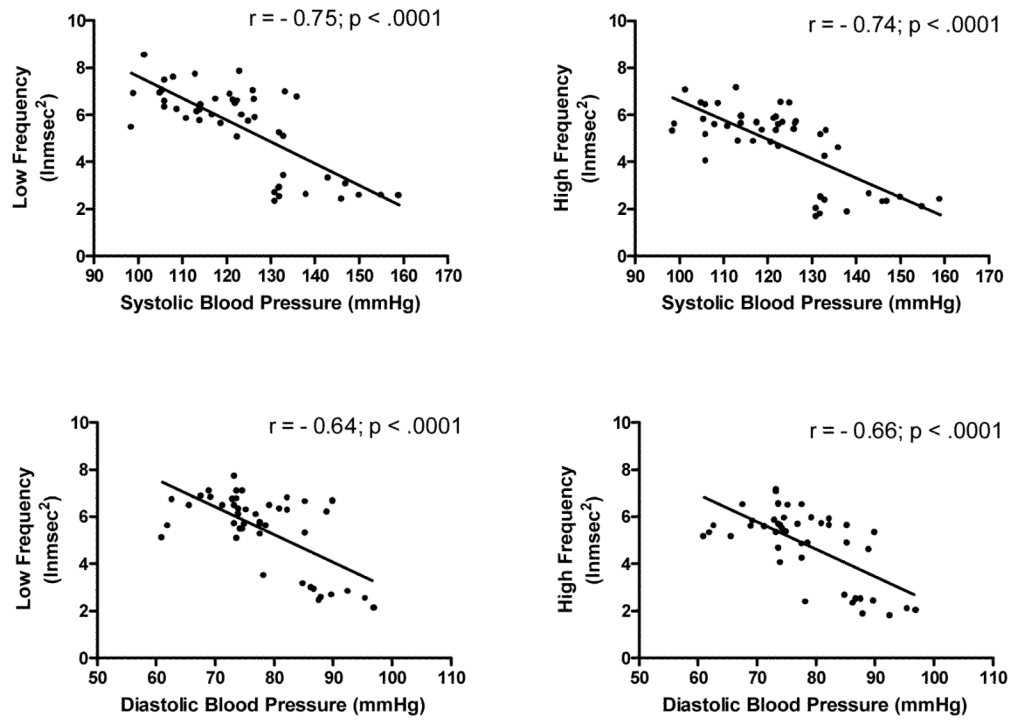 r = - 0.75; p < .0001
Low Frequency
(lnmsec²)
10
8
6
4
2
0
90 100 110 120 130 140 150 160 170
Systolic Blood Pressure (mmHg)
r = - 0.74; p < .0001
High Frequency
(lnmsec²)
10
8
6
4
2
0
90 100 110 120 130 140 150 160 170
Systolic Blood Pressure (mmHg)
r = - 0.64; p < .0001
Low Frequency
(lnmsec²)
10
8
6
4
2
0
50 60 70 80 90 100 110
Diastolic Blood Pressure (mmHg)
r = - 0.66; p < .0001
High Frequency
(lnmsec²)
10
8
6
4
2
0
50 60 70 80 90 100 110
Diastolic Blood Pressure (mmHg)